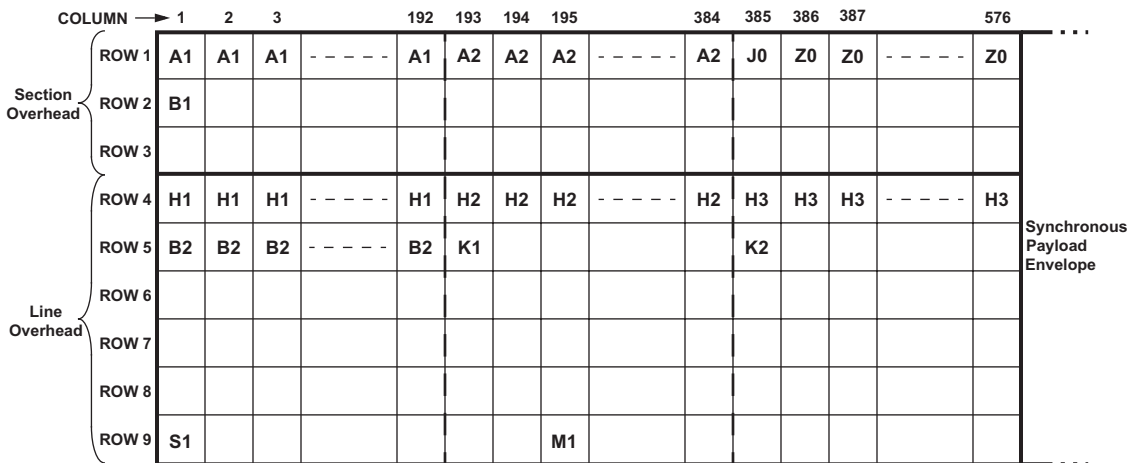 COLUMN 1 2 3 192 193 194 195 384 385 386 387 576
ROW 1 A1 A1 A1 - - - - - A1 A2 A2 A2 - - - - - A2 J0 Z0 Z0 - - - - - Z0
Section
Overhead
ROW 2 B1
ROW 3
ROW 4 H1 H1 H1 - - - - - H1 H2 H2 H2 - - - - - H2 H3 H3 H3 - - - - - H3
ROW 5 B2 B2 B2 - - - - - B2 K1 K2
Synchronous
Payload
Envelope
ROW 6
Line
Overhead
ROW 7
ROW 8
ROW 9 S1 M1